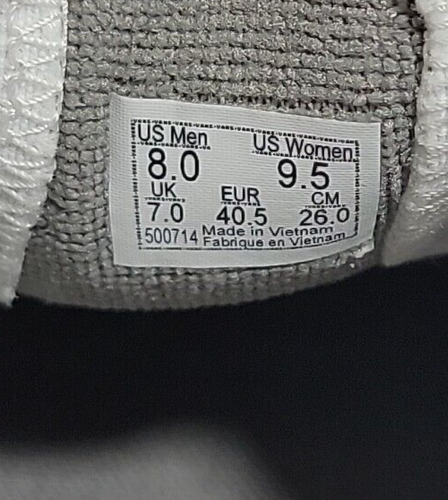 US Men US Women
8.0 9.5
UK EUR CM
7.0 40.5 26.0
500714 Made in Vietnam
Fabrique en Vietnam